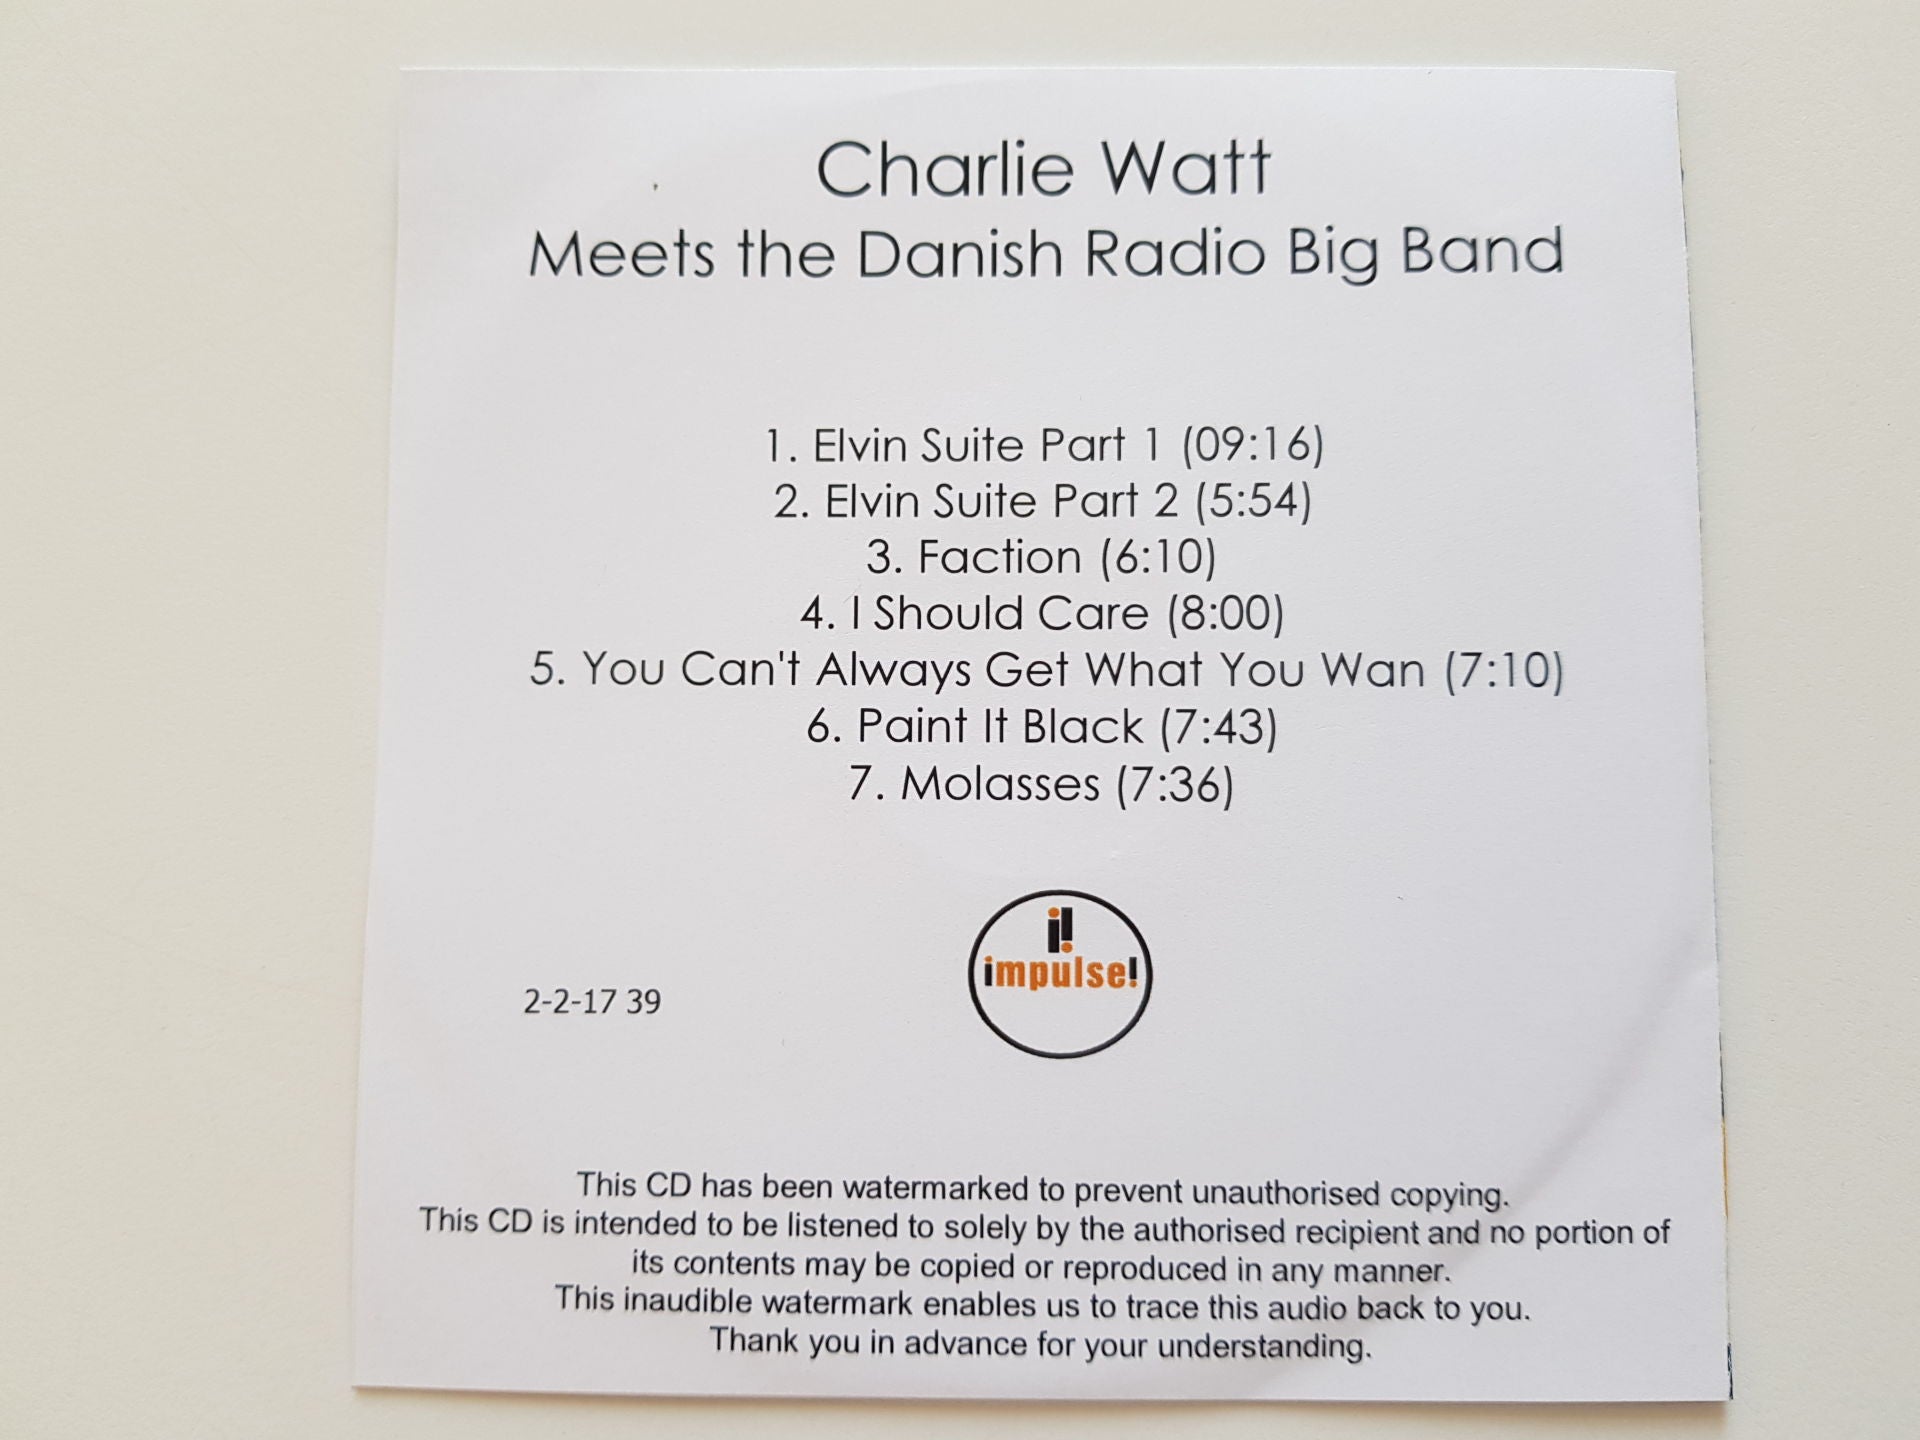 Charlie Watt
Meets the Danish Radio Big Band
1. Elvin Suite Part 1 (09:16)
2. Elvin Suite Part 2 (5:54)
3. Faction (6:10)
4. I Should Care (8:00)
5. You Can't Always Get What You Wan (7:10)
6. Paint It Black (7:43)
7. Molasses (7:36)
impulse!
2-2-17 39
This CD has been watermarked to prevent unauthorised copying.
This CD is intended to be listened to solely by the authorised recipient and no portion of
its contents may be copied or reproduced in any manner.
This inaudible watermark enables us to trace this audio back to you.
Thank you in advance for your understanding.